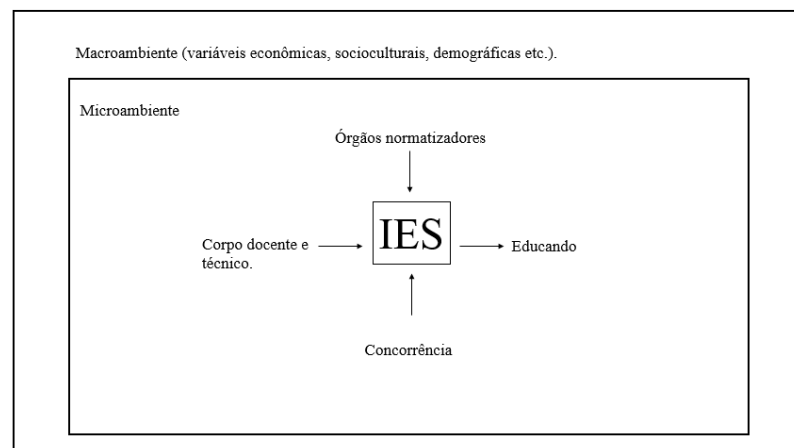 Macroambiente (variáveis econômicas, socioculturais, demográficas etc.).
Microambiente
Órgãos normatizadores
IES
Corpo docente e
técnico.
Educando
Concorrência